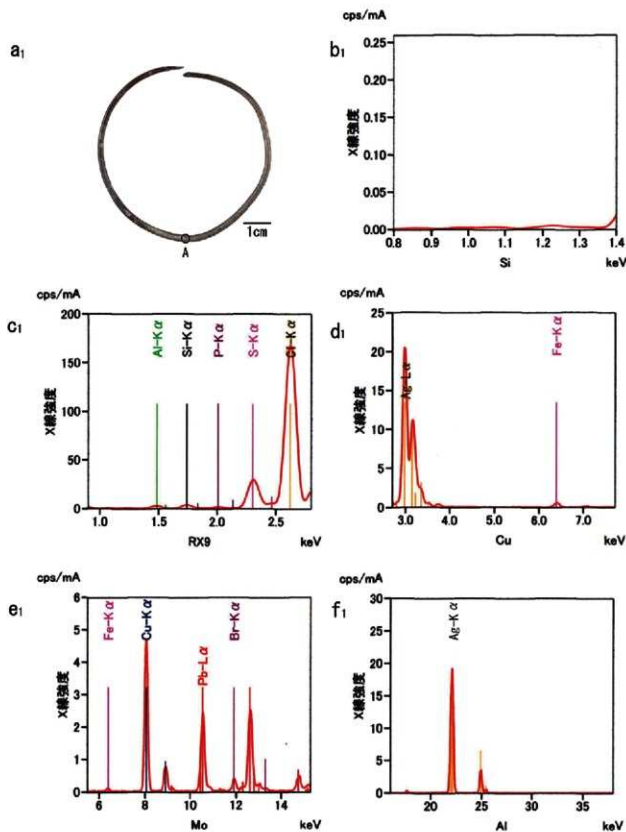 a₁
1cm
A
b₁
cps/mA
X線強度
0.25
0.20
0.15
0.10
0.05
0.00
0.8 0.9 1.0 1.1 1.2 1.3 1.4
Si keV
c₁
cps/mA
X線強度
200
150
100
50
0
Al-Kα
Si-Kα
P-Kα
S-Kα
Cl-Kα
1.0 1.5 2.0 2.5
RX9 keV
d₁
cps/mA
X線強度
25
20
15
10
5
0
Ag-Lα
Fe-Kα
3.0 4.0 5.0 6.0 7.0
Cu keV
e₁
cps/mA
X線強度
6
5
4
3
2
1
0
Fe-Kα
Cu-Kα
Pb-Lα
Br-Kα
6 8 10 12 14
Mo keV
f₁
cps/mA
X線強度
30
25
20
15
10
5
0
Ag-Kα
20 25 30 35
Al keV